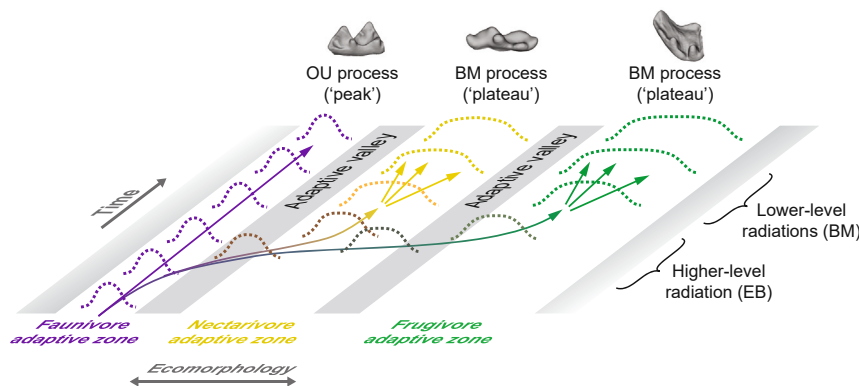 OU process
('peak')
BM process
('plateau')
BM process
('plateau')
Adaptive valley
Adaptive valley
Time
Lower-level
radiations (BM)
Higher-level
radiation (EB)
Faunivore
adaptive zone
Nectarivore
adaptive zone
Frugivore
adaptive zone
Ecomorphology